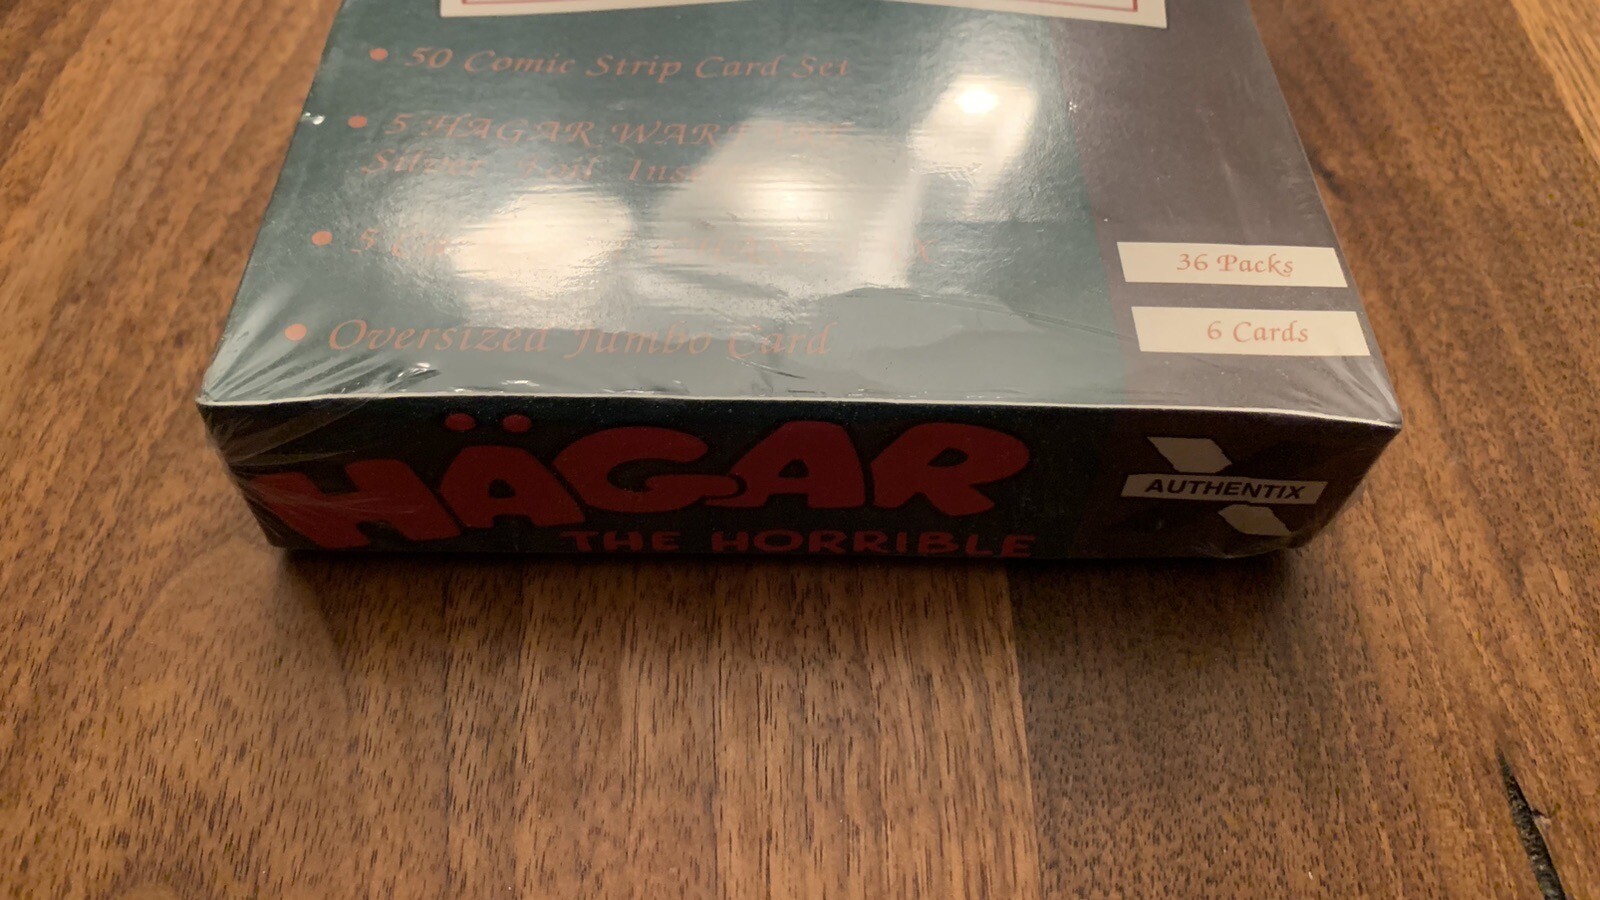 50 Comic Strip Card Set
5 HAGAR
Silver Foil
5
Oversized Jumbo Card
36 Packs
6 Cards
HÄGAR
THE HORRIBLE
AUTHENTIX